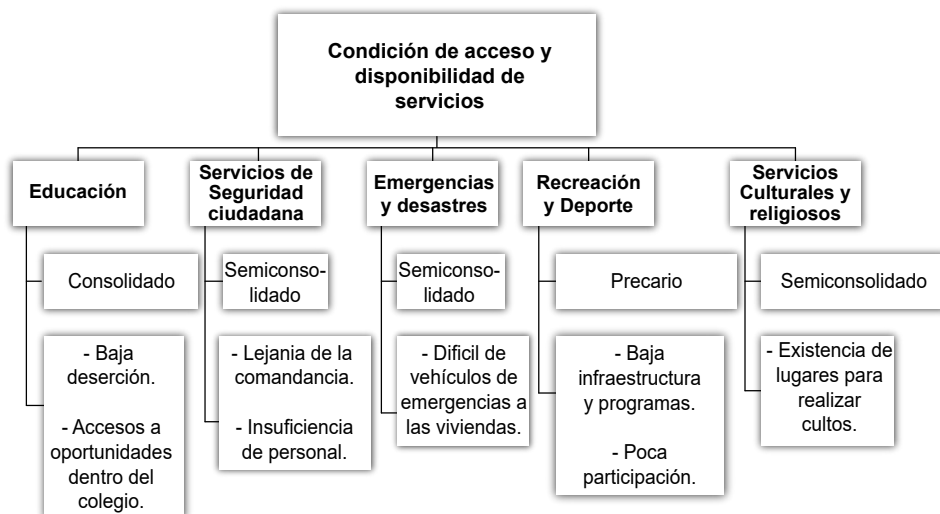 Condición de acceso y
disponibilidad de
servicios
Educación
Servicios de
Seguridad
ciudadana
Emergencias
y desastres
Recreación
y Deporte
Servicios
Culturales y
religiosos
Consolidado
Semiconso-
lidado
Semiconso-
lidado
Precario
Semiconsolidado
- Baja
deserción.
- Accesos a
oportunidades
dentro del
colegio.
- Lejania de la
comandancia.
- Insuficiencia
de personal.
- Dificil de
vehículos de
emergencias a
las viviendas.
- Baja
infraestructura
y programas.
- Poca
participación.
- Existencia de
lugares para
realizar
cultos.